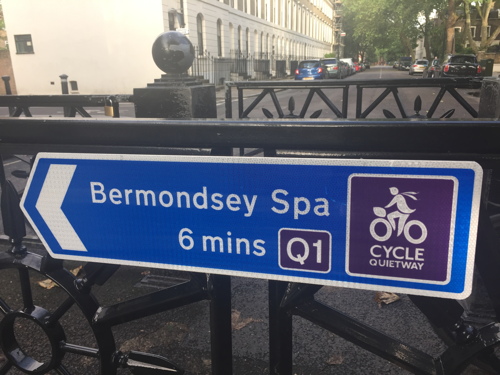 Bermondsey Spa
6 mins Q1
CYCLE
QUIETWAY